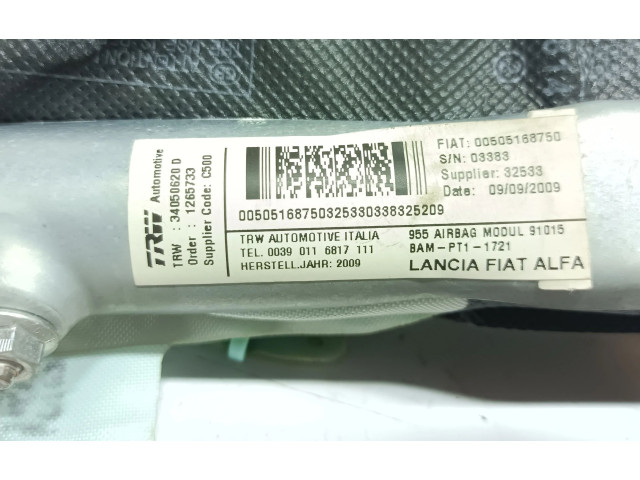 TRW Automotive
TRW : 34050620 D
Order : 1265733
Supplier Code: C500
FIAT: 00505168750
S/N: 03383
Supplier: 32533
Date: 09/09/2009
00505168750325330338325209
TRW AUTOMOTIVE ITALIA
TEL. 0039 011 6817 111
HERSTELL.JAHR: 2009
955 AIRBAG MODUL 91015
BAM-PT1-1721
LANCIA FIAT ALFA